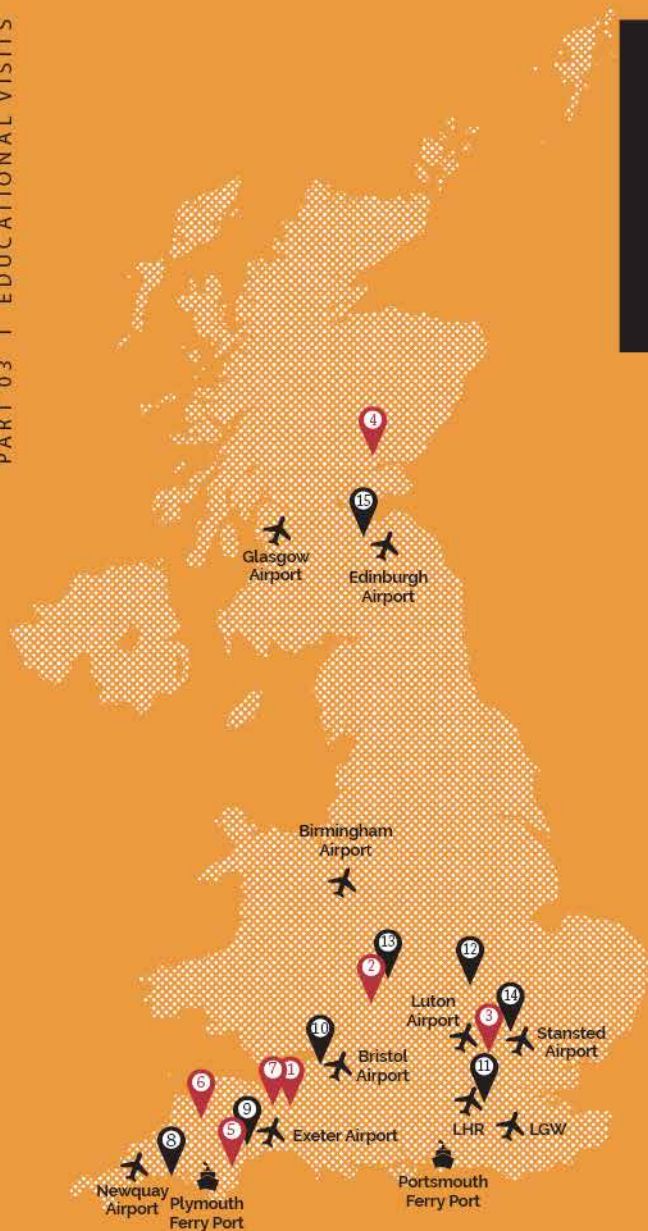 PART 03 | EDUCATIONAL VISITS
4
15
Glasgow
Airport
Edinburgh
Airport
Birmingham
Airport
13
12
2
14
Luton
Airport
3
Stansted
Airport
10
Bristol
Airport
11
7
1
6
9
LHR
LGW
5
Exeter Airport
8
Newquay
Airport
Plymouth
Ferry Port
Portsmouth
Ferry Port